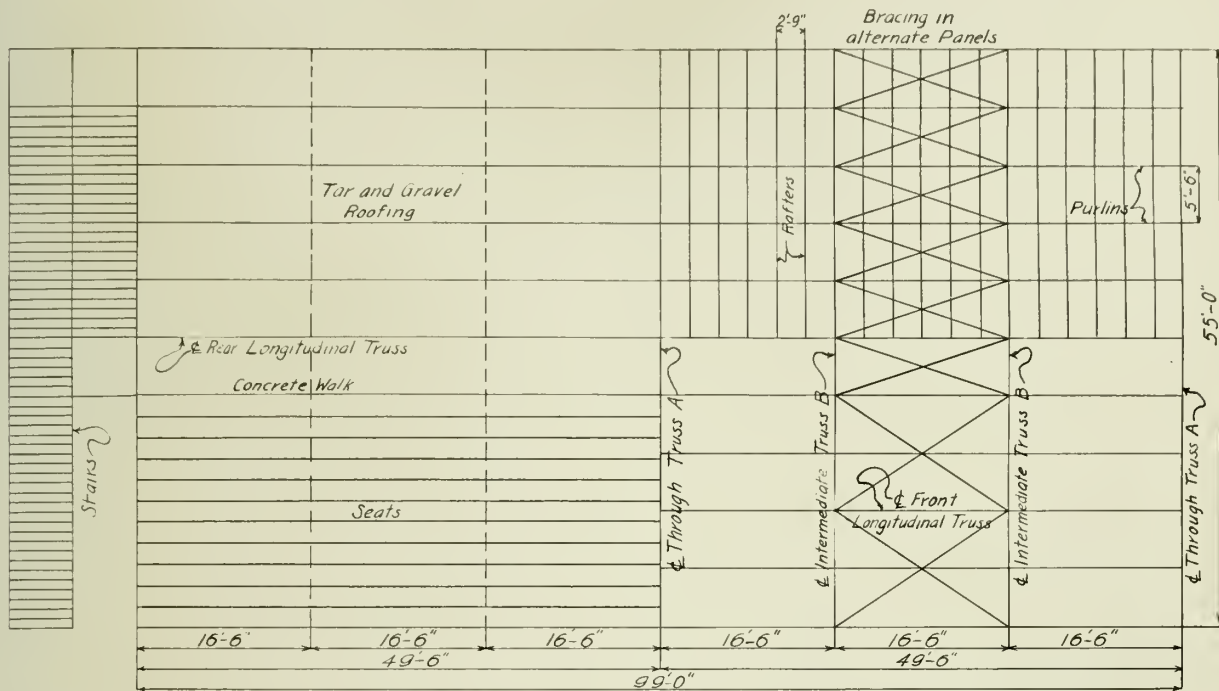 2'-9"
Bracing in
alternate Panels
Tar and Gravel
Roofing
Rafters
Purlins
5'-6"
55'-0"
℄ Rear Longitudinal Truss
Concrete Walk
Stairs
Seats
℄ Through Truss A
℄ Intermediate Truss B
℄ Front
Longitudinal Truss
℄ Intermediate Truss B
℄ Through Truss A
16'-6"
16'-6"
16'-6"
16'-6"
16'-6"
16'-6"
49'-6"
49'-6"
99'-0"